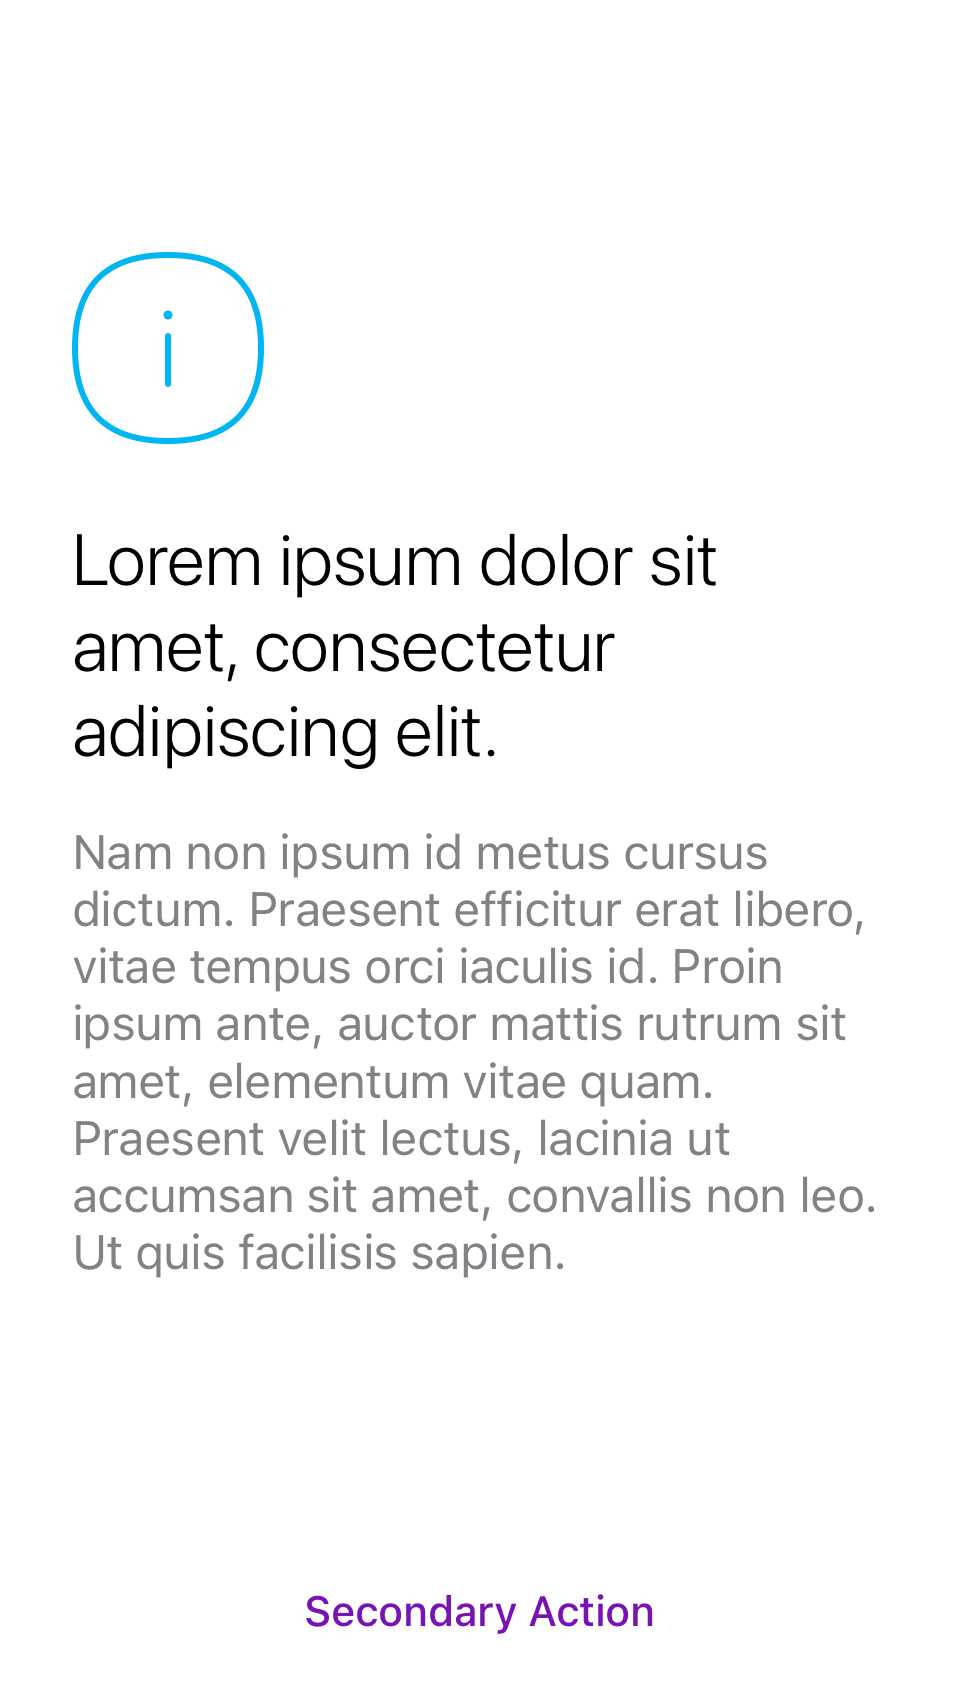 Lorem ipsum dolor sit
amet, consectetur
adipiscing elit.
Nam non ipsum id metus cursus
dictum. Praesent efficitur erat libero,
vitae tempus orci iaculis id. Proin
ipsum ante, auctor mattis rutrum sit
amet, elementum vitae quam.
Praesent velit lectus, lacinia ut
accumsan sit amet, convallis non leo.
Ut quis facilisis sapien.
Secondary Action